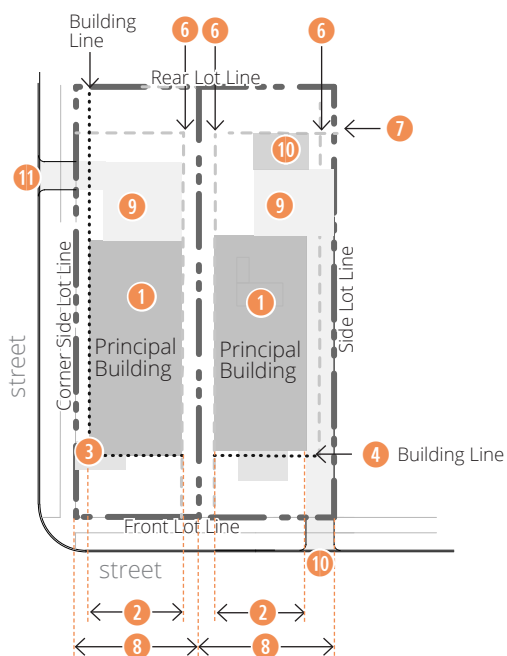 Building
Line
6
6
6
Rear Lot Line
7
10
11
9
9
Corner Side Lot Line
Side Lot Line
street
1
1
Principal
Building
Principal
Building
3
4 Building Line
Front Lot Line
street
10
2
2
8
8